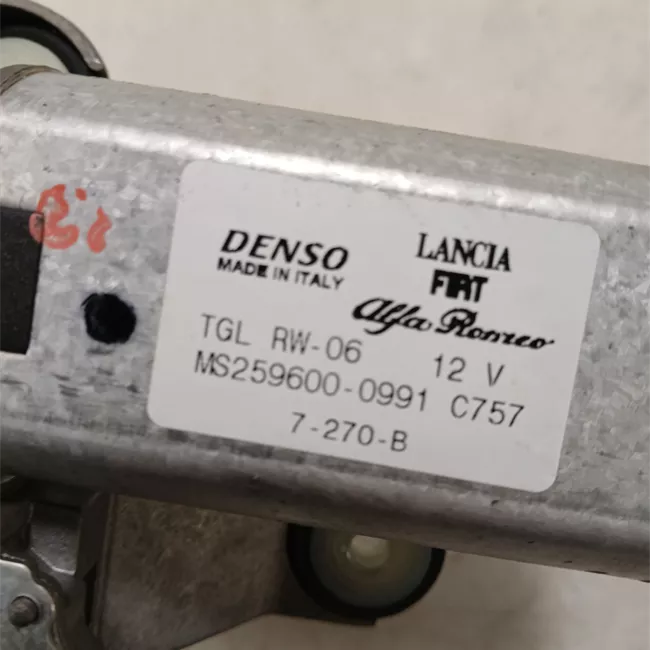 DENSO
MADE IN ITALY
LANCIA
FIAT
Alfa Romeo
TGL RW-06 12 V
MS259600-0991 C757
7-270-B